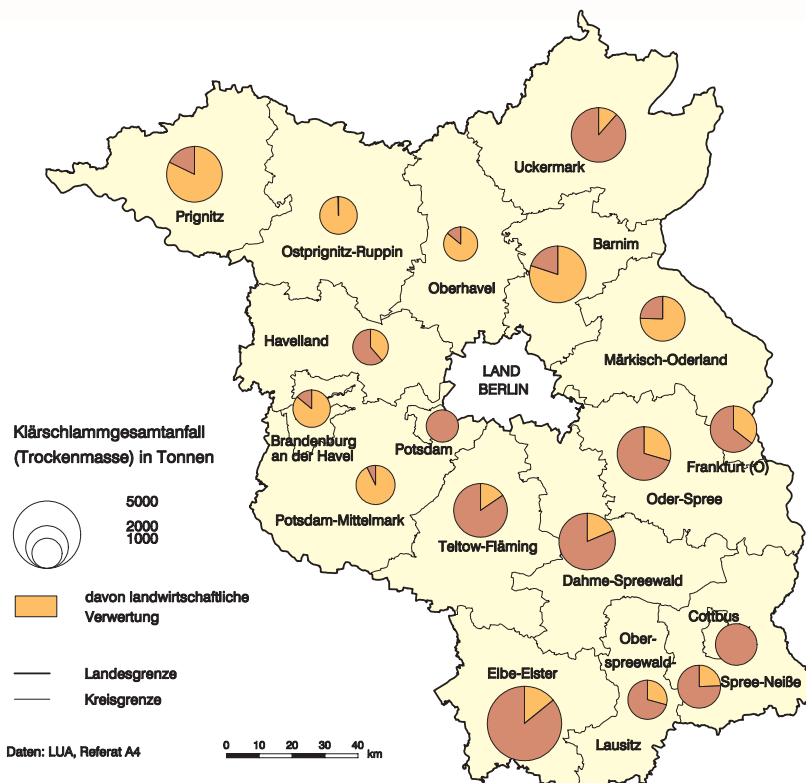 Uckermark
Prignitz
Ostprignitz-Ruppin
Barnim
Oberhavel
Havelland
Märkisch-Oderland
LAND
BERLIN
Klärschlammgesamtanfall
(Trockenmasse) in Tonnen
Brandenburg
an der Havel
Potsdam
Frankfurt (O)
Oder-Spree
5000
2000
1000
Potsdam-Mittelmark
Teltow-Fläming
Dahme-Spreewald
davon landwirtschaftliche
Verwertung
Cottbus
Ober-
spreewald-
Lausitz
Elbe-Elster
Spree-Neiße
Landesgrenze
Kreisgrenze
Daten: LUA, Referat A4
0 10 20 30 40 km